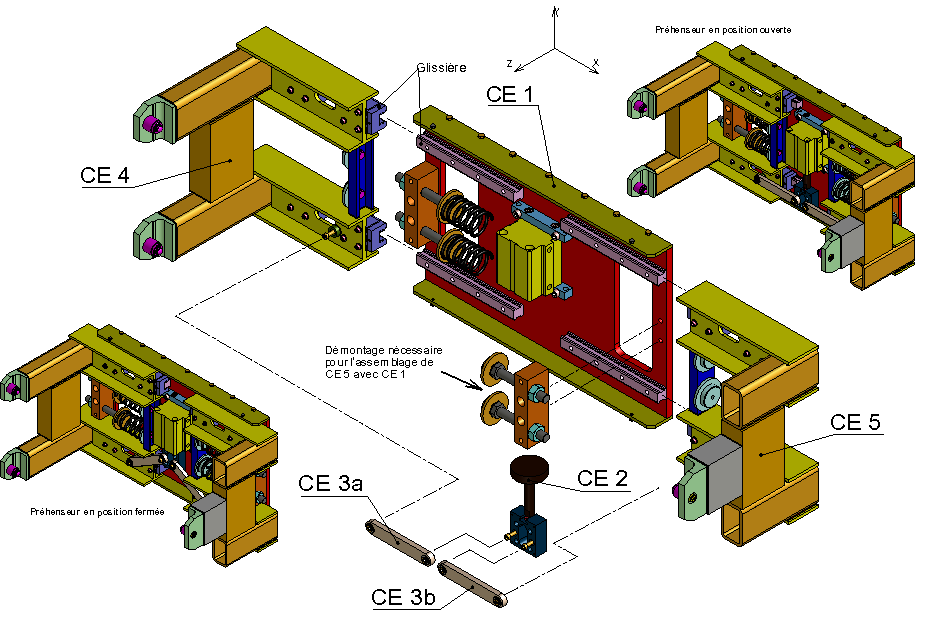 Y
Z
X
Préhenseur en position ouverte
Glissière
CE 1
CE 4
Démontage nécessaire
pour l'assemblage de
CE 5 avec CE 1
CE 5
CE 2
CE 3a
Préhenseur en position fermée
CE 3b